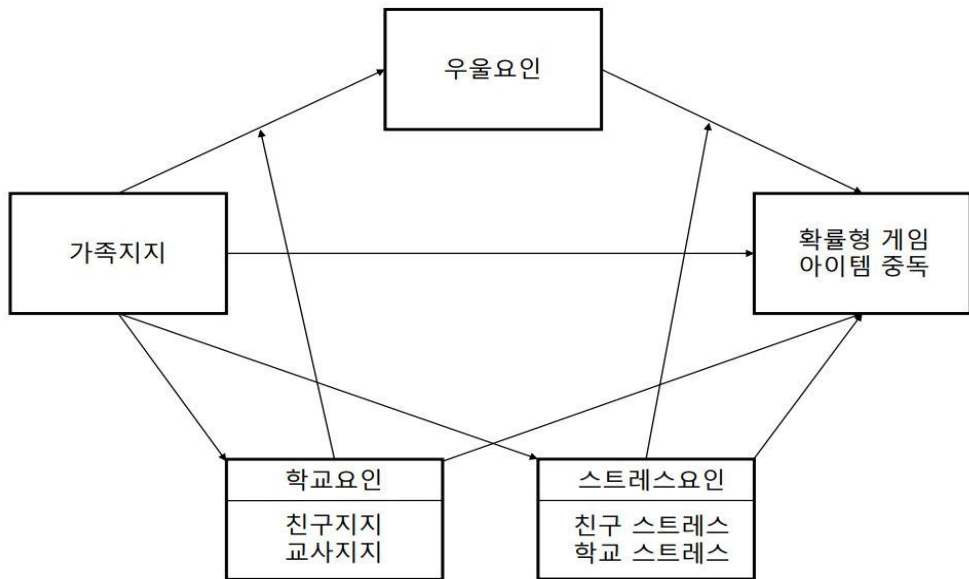 우울요인
가족지지
확률형 게임
아이템 중독
학교요인
친구지지
교사지지
스트레스요인
친구 스트레스
학교 스트레스